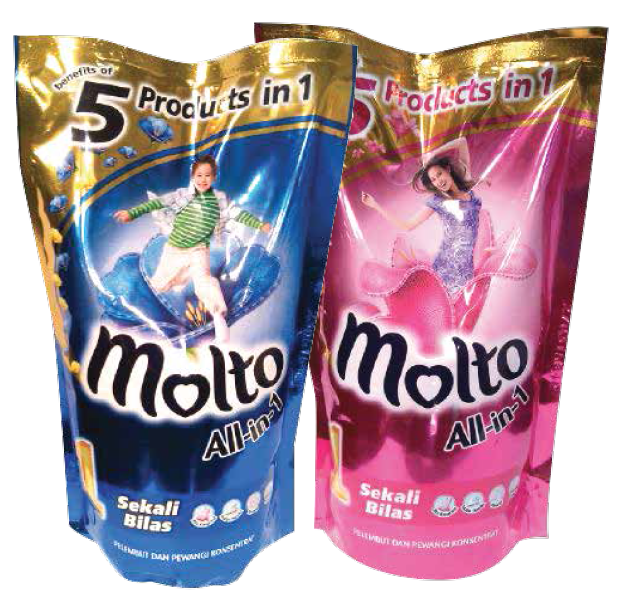 benefits of
5 Products in 1
Molto
All-in-1
Sekali
Bilas
PELEMBUT DAN PEWANGI KONSENTRAT
5 Products in 1
Molto
All-in-1
Sekali
Bilas
PELEMBUT DAN PEWANGI KONSENTRAT